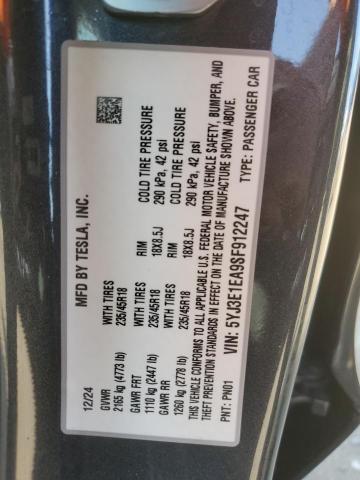 MFD BY TESLA, INC.
12/24
GVWR
2165 kg (4773 lb)
GAWR FRT WITH TIRES RIM COLD TIRE PRESSURE
1110 kg (2447 lb) 235/45R18 18X8.5J 290 kPa, 42 psi
GAWR RR WITH TIRES RIM COLD TIRE PRESSURE
1260 kg (2778 lb) 235/45R18 18X8.5J 290 kPa, 42 psi
THIS VEHICLE CONFORMS TO ALL APPLICABLE U.S. FEDERAL MOTOR VEHICLE SAFETY, BUMPER, AND
THEFT PREVENTION STANDARDS IN EFFECT ON THE DATE OF MANUFACTURE SHOWN ABOVE.
VIN: 5YJ3E1EA9SF912247
PNT: PN01 TYPE: PASSENGER CAR